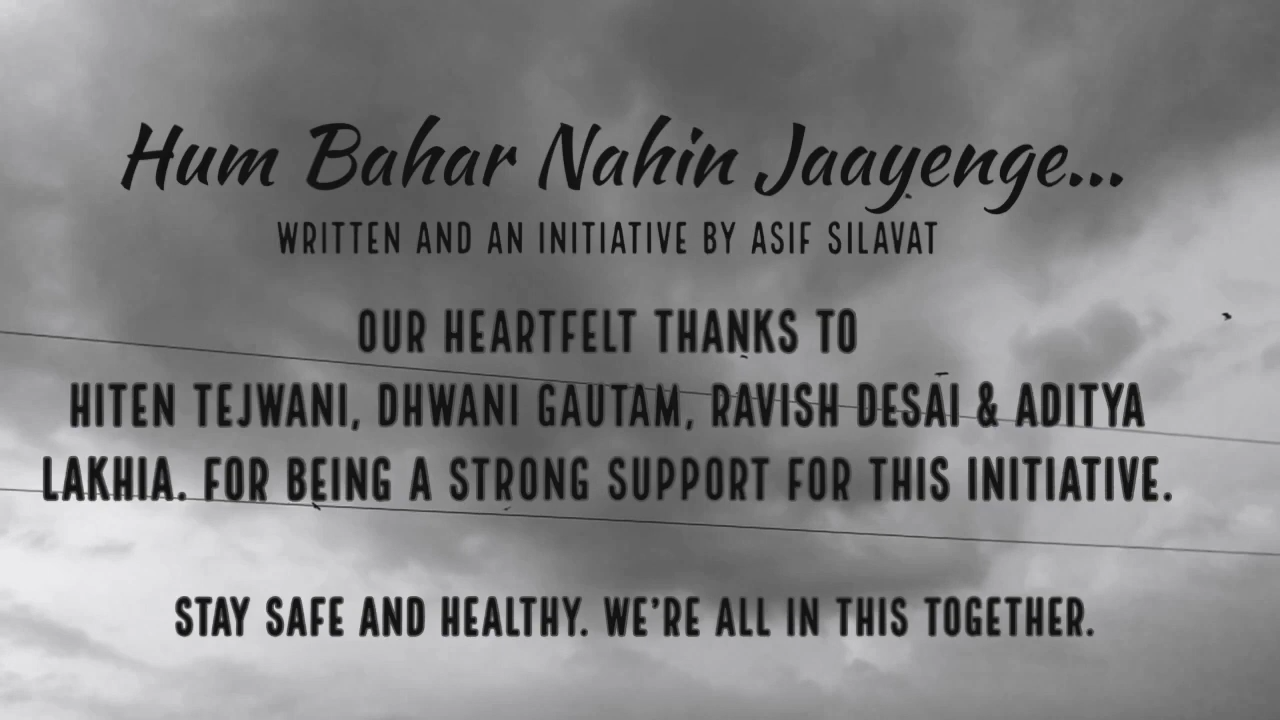 Hum Bahar Nahin Jaayenge...
WRITTEN AND AN INITIATIVE BY ASIF SILAVAT
OUR HEARTFELT THANKS TO
HITEN TEJWANI, DHWANI GAUTAM, RAVISH DESAI & ADITYA
LAKHIA. FOR BEING A STRONG SUPPORT FOR THIS INITIATIVE.
STAY SAFE AND HEALTHY. WE'RE ALL IN THIS TOGETHER.